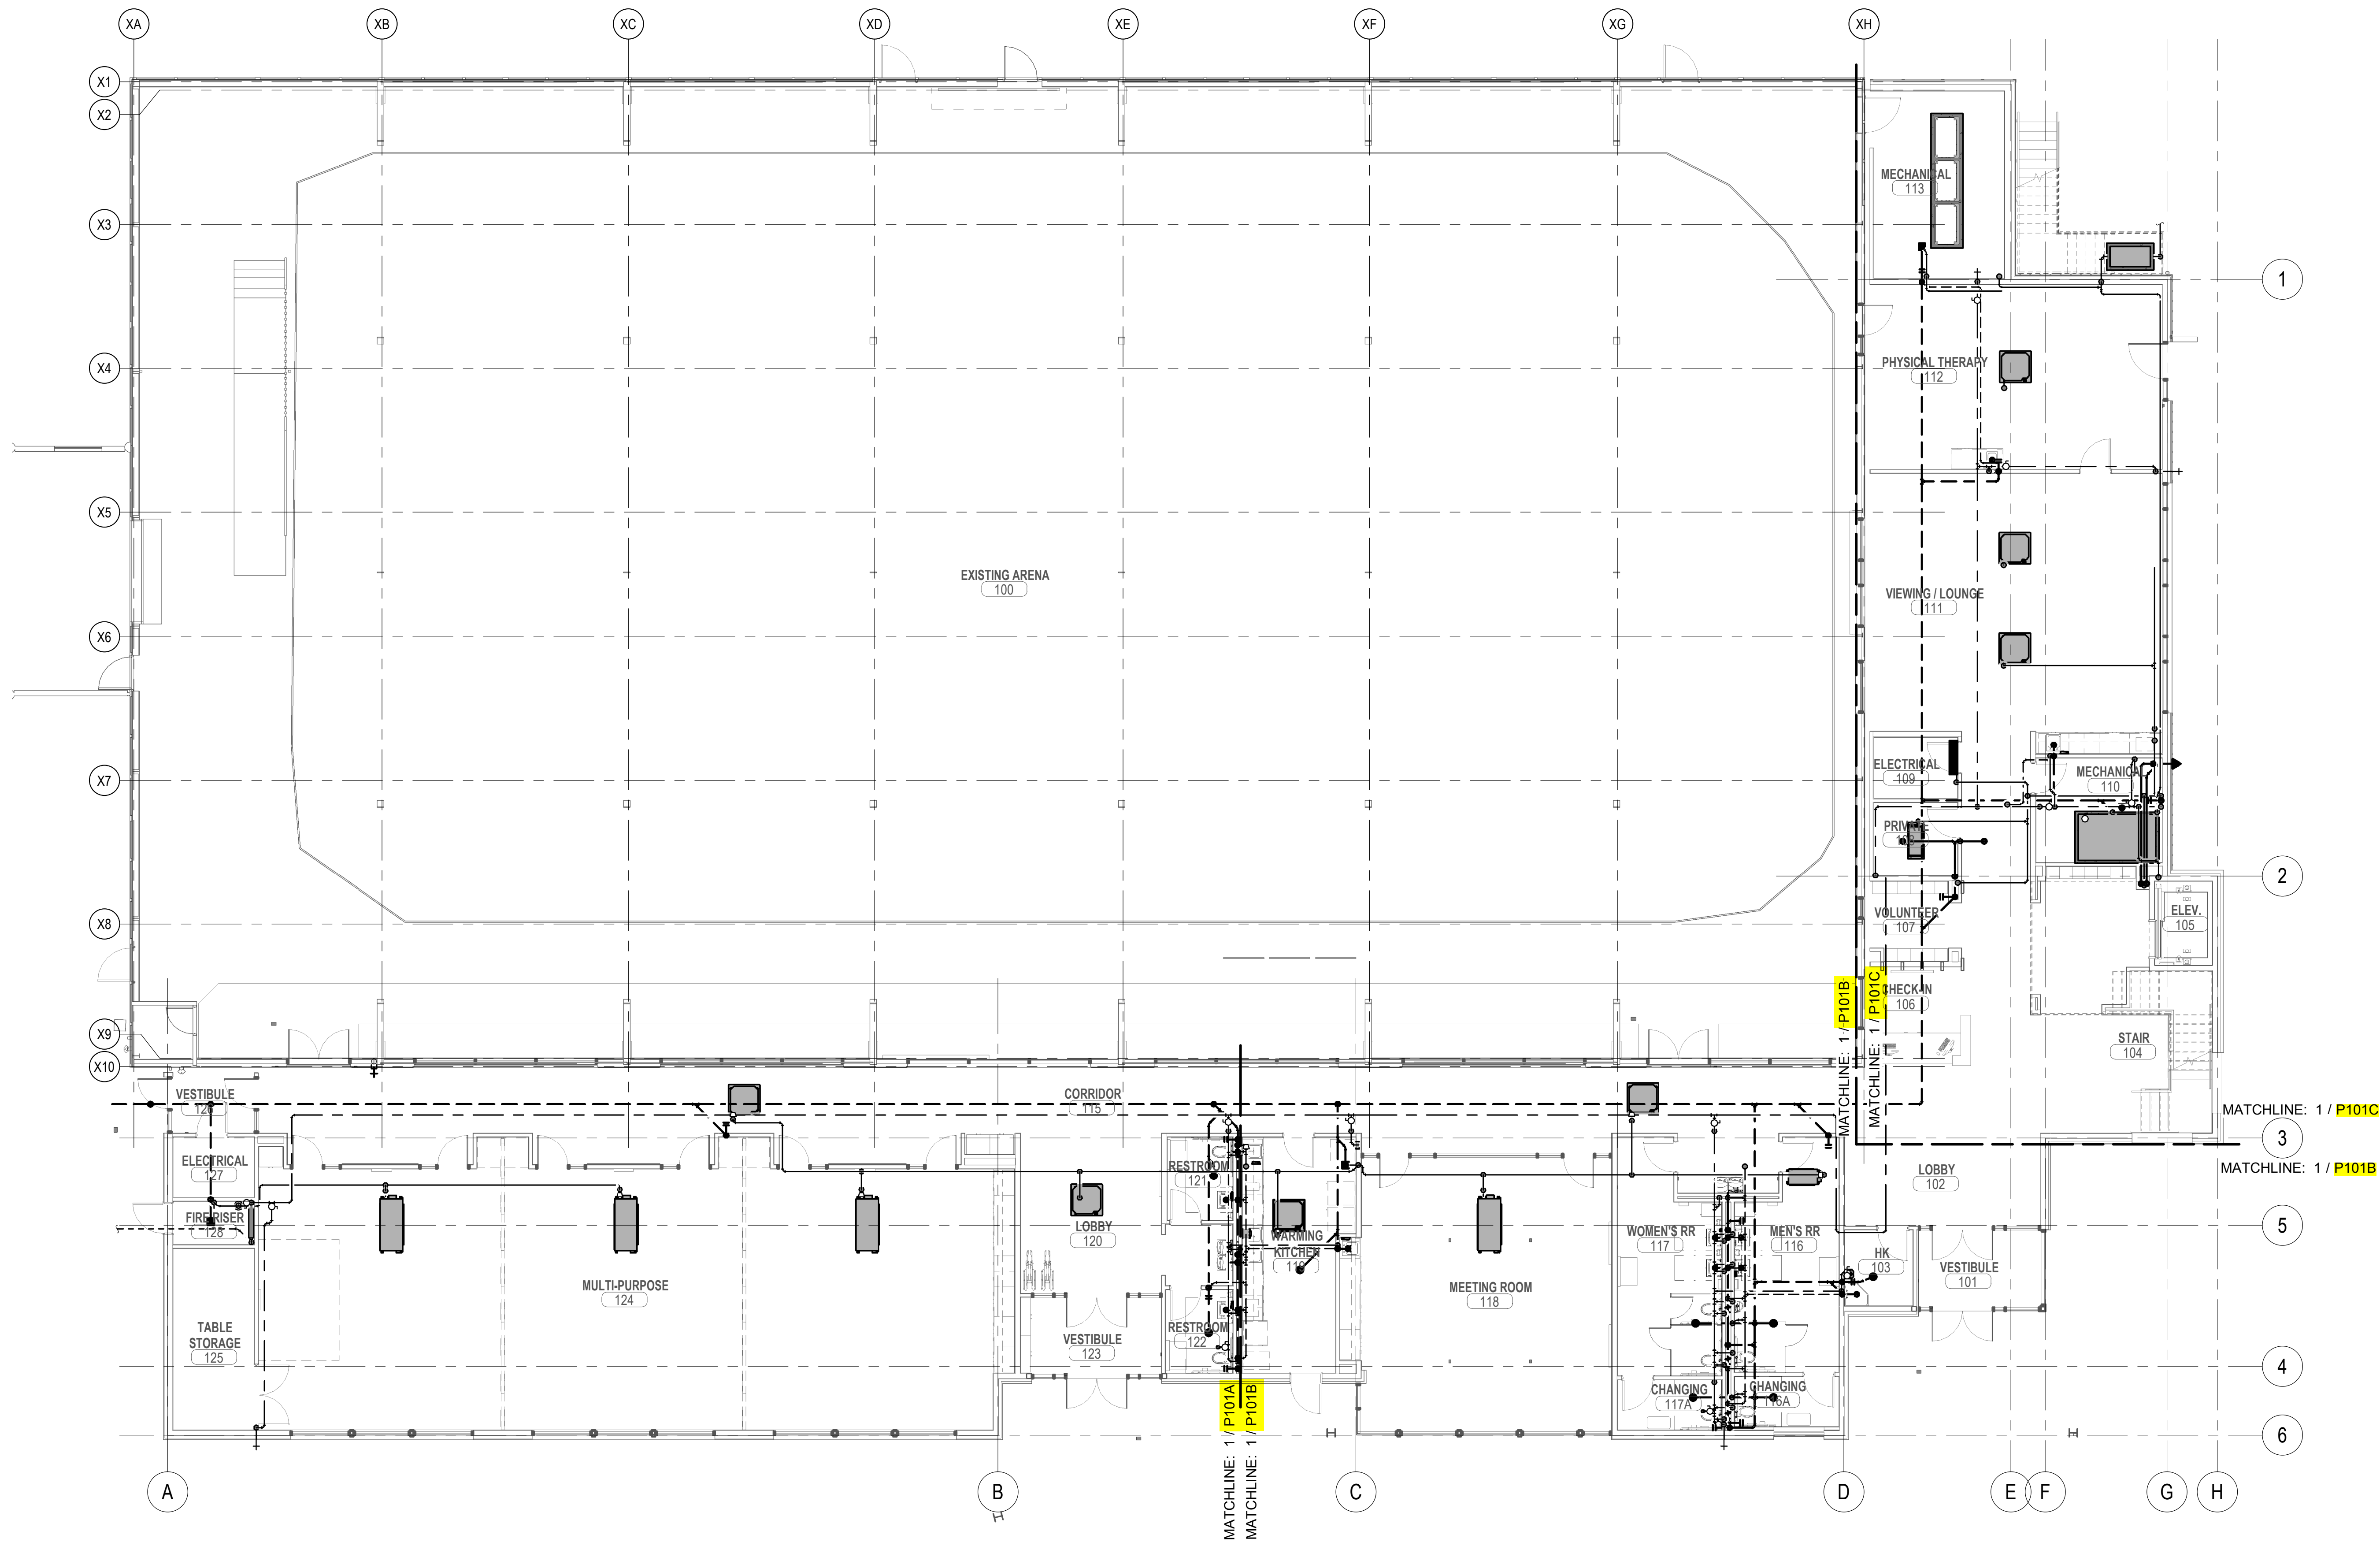 XA
XB
XC
XD
XE
XF
XG
XH
X1
X2
X3
X4
X5
X6
X7
X8
X9
X10
MECHANICAL
113
1
PHYSICAL THERAPY
112
EXISTING ARENA
100
VIEWING / LOUNGE
111
ELECTRICAL
109
MECHANICAL
110
PRIVATE
2
VOLUNTEER
107
ELEV.
105
CHECK-IN
106
STAIR
104
MATCHLINE: 1 / P101B
MATCHLINE: 1 / P101C
VESTIBULE
126
CORRIDOR
115
MATCHLINE: 1 / P101C
3
MATCHLINE: 1 / P101B
ELECTRICAL
127
RESTROOM
121
LOBBY
102
FIRE RISER
128
LOBBY
120
WARMING
KITCHEN
119
WOMEN'S RR
117
MEN'S RR
116
5
HK
103
VESTIBULE
101
MULTI-PURPOSE
124
MEETING ROOM
118
TABLE
STORAGE
125
VESTIBULE
123
RESTROOM
122
4
CHANGING
117A
CHANGING
116A
MATCHLINE: 1 / P101A
MATCHLINE: 1 / P101B
6
A
B
C
D
E
F
G
H